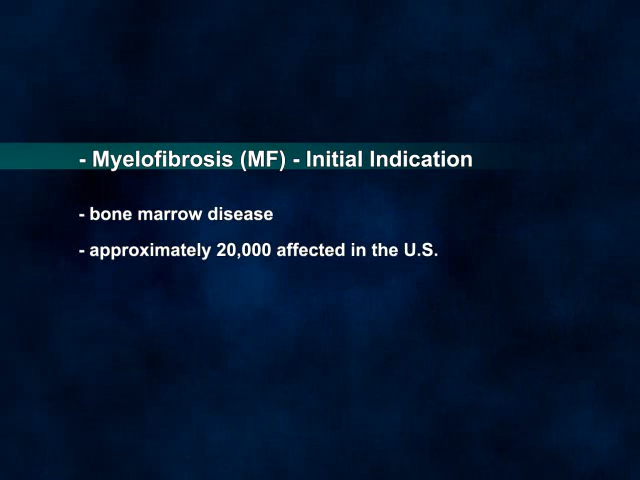 - Myelofibrosis (MF) - Initial Indication
- bone marrow disease
- approximately 20,000 affected in the U.S.